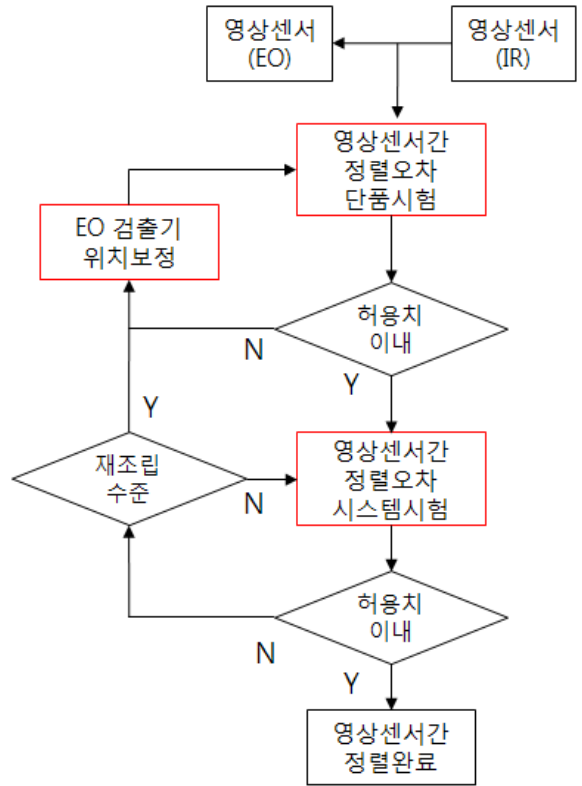 영상센서
(EO)
영상센서
(IR)
영상센서간
정렬오차
단품시험
EO 검출기
위치보정
허용치
이내
N
Y
Y
재조립
수준
N
영상센서간
정렬오차
시스템시험
허용치
이내
N
Y
영상센서간
정렬완료